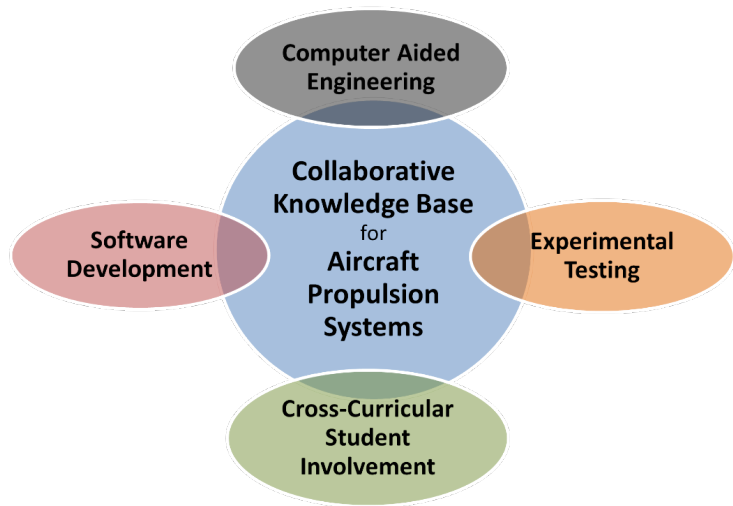 Computer Aided
Engineering
Collaborative
Knowledge Base
for
Aircraft
Propulsion
Systems
Software
Development
Experimental
Testing
Cross-Curricular
Student
Involvement